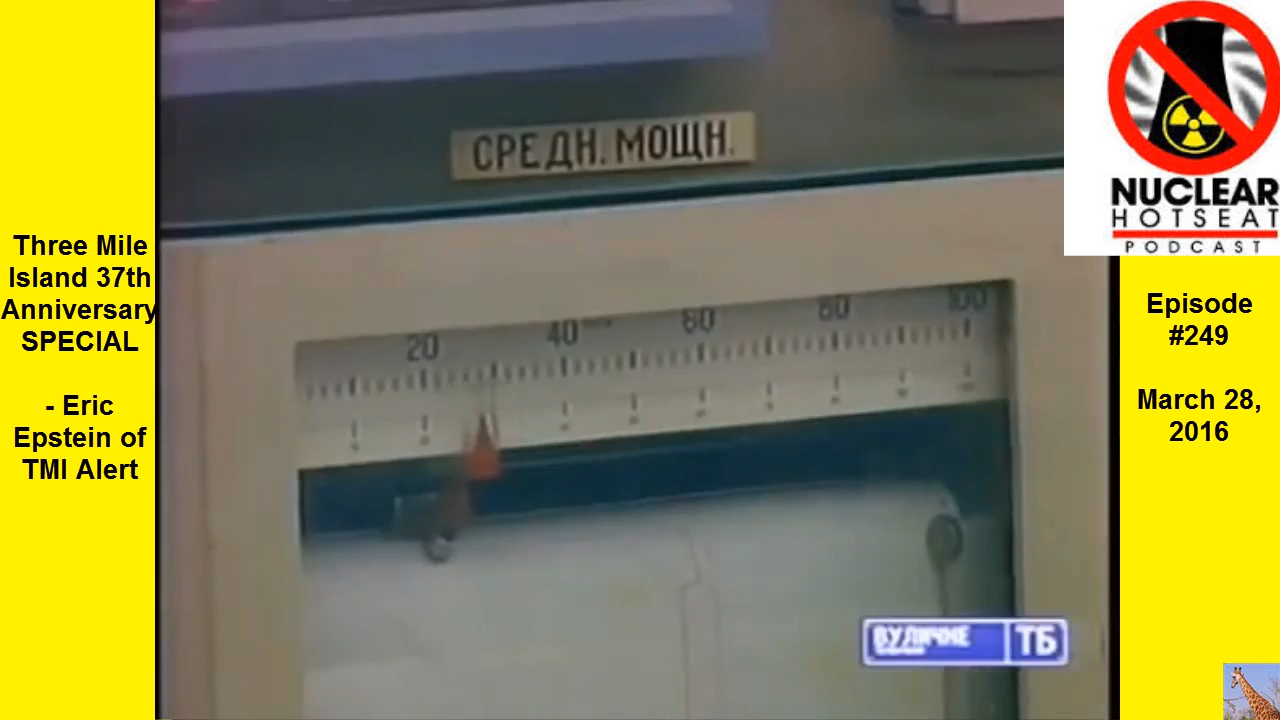 Three Mile
Island 37th
Anniversary
SPECIAL
- Eric
Epstein of
TMI Alert
СРЕДН. МОЩН.
20 40 60 80 100
ВУЛИЧНЕ ТБ
NUCLEAR
HOTSEAT
PODCAST
Episode
#249
March 28,
2016